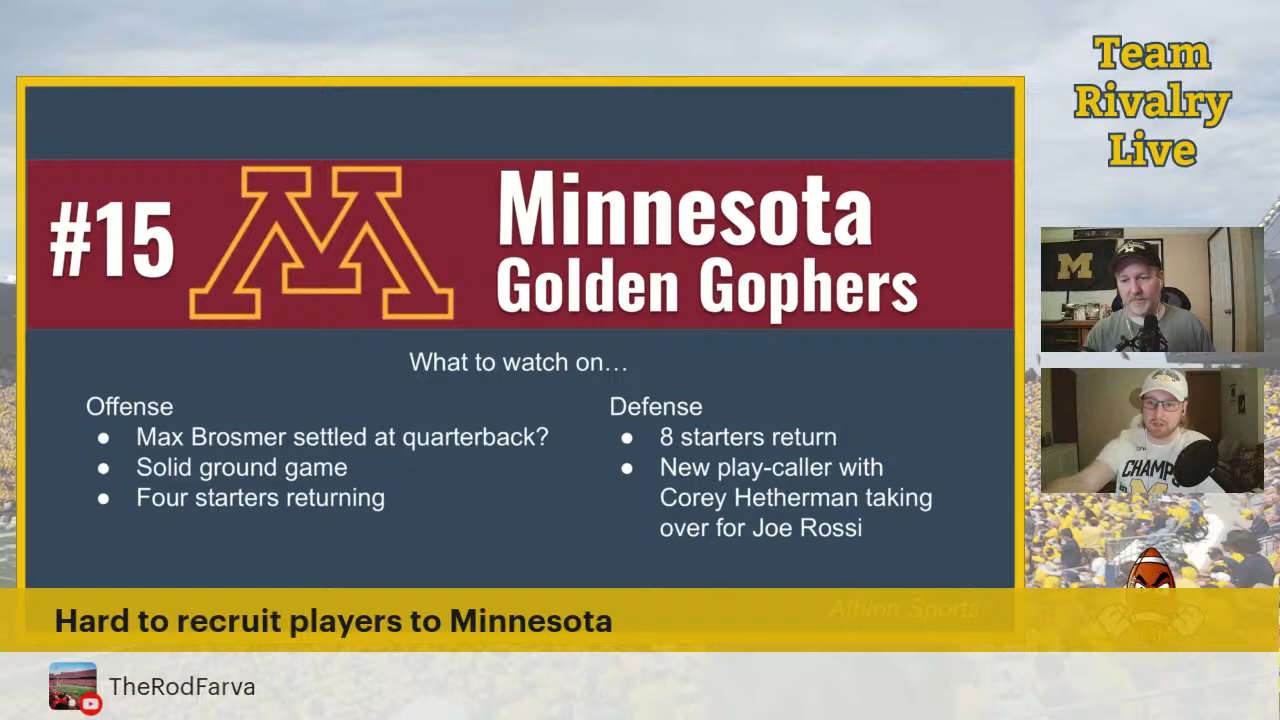 Team
Rivalry
Live
#15
M
Minnesota
Golden Gophers
What to watch on…
Offense
● Max Brosmer settled at quarterback?
● Solid ground game
● Four starters returning
Defense
● 8 starters return
● New play-caller with
Corey Hetherman taking
over for Joe Rossi
M
CHAMPS
Albion Sports
Hard to recruit players to Minnesota
TheRodFarva